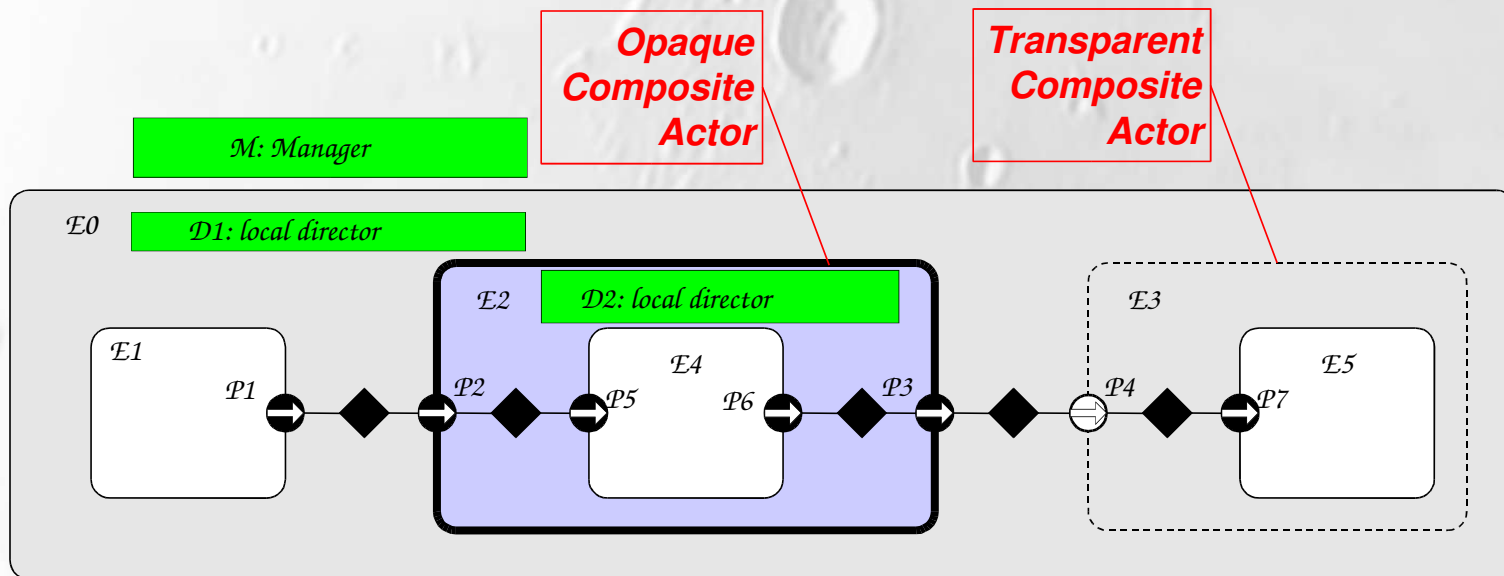 Opaque
Composite
Actor
Transparent
Composite
Actor
M: Manager
E0
D1: local director
E2
D2: local director
E3
E1
E4
E5
P1
P2
P5
P6
P3
P4
P7